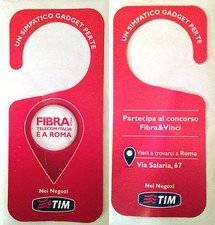 UN SIMPATICO GADGET PER TE
FIBRA
TELECOM ITALIA
È A ROMA
Nei Negozi
TIM
UN SIMPATICO GADGET PER TE
Partecipa al concorso
Fibra&Vinci
Vieni a trovarci a Roma
Via Salaria, 67
Nei Negozi
TIM